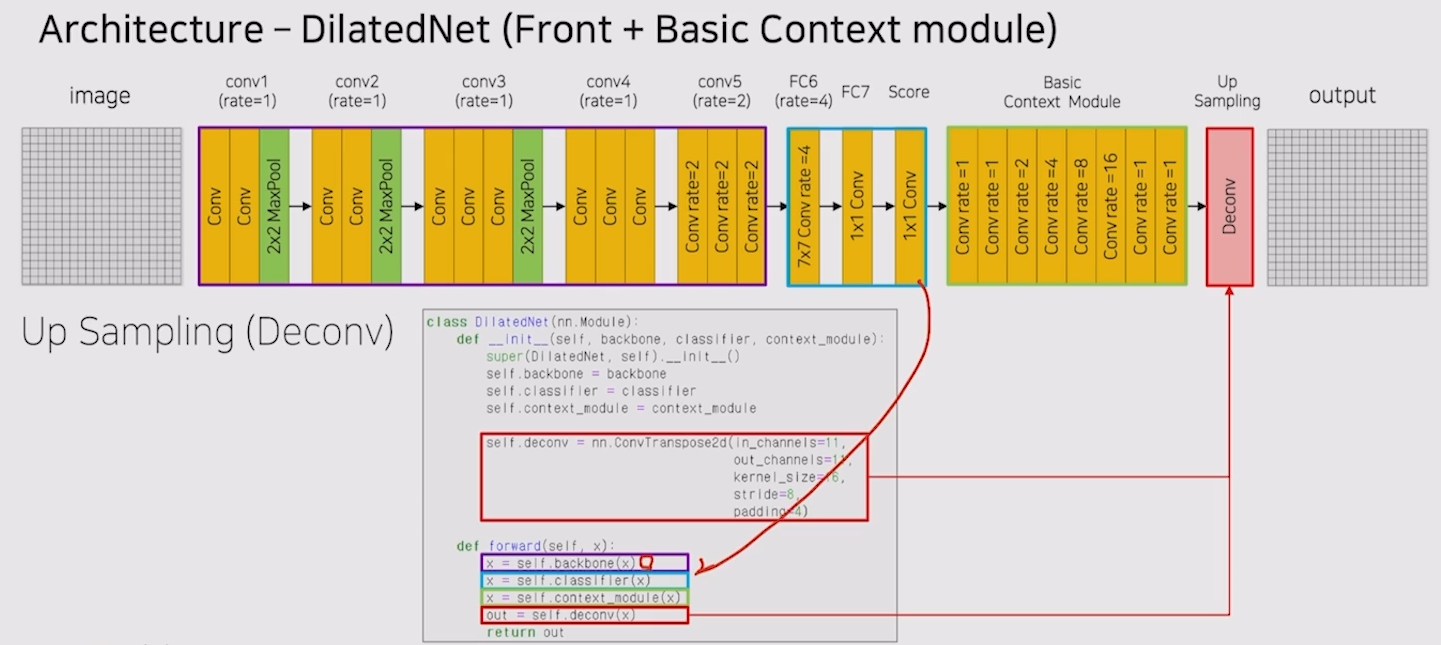 Architecture – DilatedNet (Front + Basic Context module)
image
conv1
(rate=1)
conv2
(rate=1)
conv3
(rate=1)
conv4
(rate=1)
conv5
(rate=2)
FC6
(rate=4)
FC7
Score
Basic
Context Module
Up
Sampling
output
Conv
Conv
2x2 MaxPool
Conv
Conv
2x2 MaxPool
Conv
Conv
Conv
2x2 MaxPool
Conv
Conv
Conv
Conv rate=2
Conv rate=2
Conv rate=2
7x7 Conv rate =4
1x1 Conv
1x1 Conv
Conv rate =1
Conv rate =1
Conv rate =2
Conv rate =4
Conv rate =8
Conv rate =16
Conv rate =1
Conv rate =1
Deconv
Up Sampling (Deconv)
class DilatedNet(nn.Module):
def __init__(self, backbone, classifier, context_module):
super(DilatedNet, self).__init__()
self.backbone = backbone
self.classifier = classifier
self.context_module = context_module
self.deconv = nn.ConvTranspose2d(in_channels=11,
out_channels=11,
kernel_size=16,
stride=8,
padding=4)
def forward(self, x):
x = self.backbone(x)
x = self.classifier(x)
x = self.context_module(x)
out = self.deconv(x)
return out